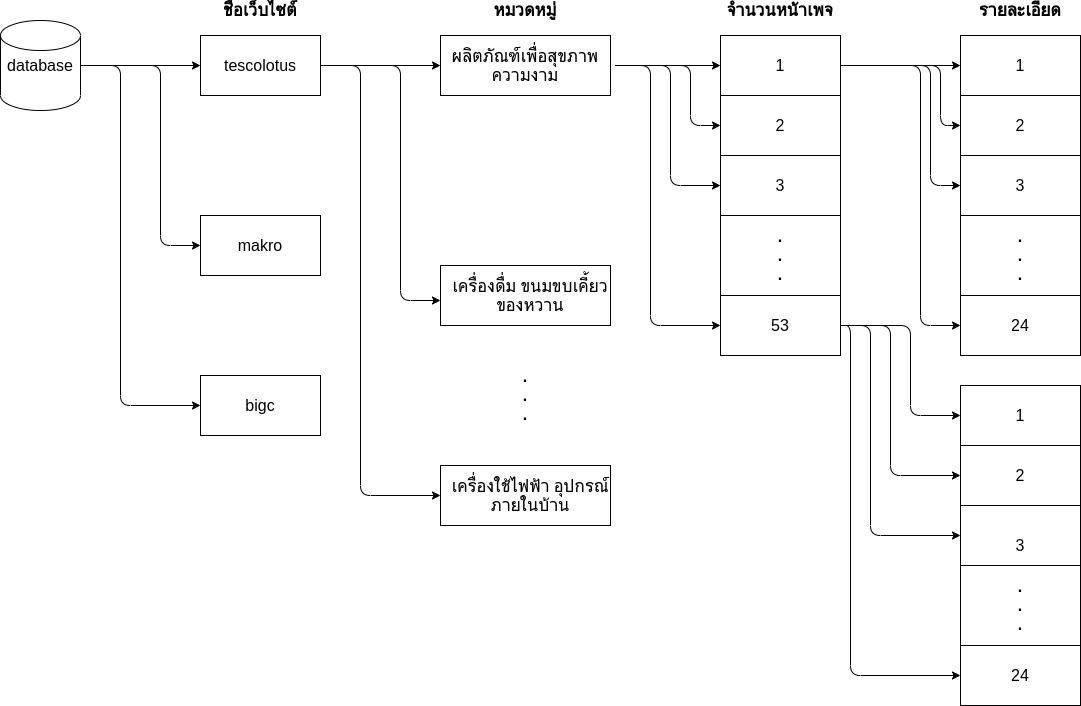 ชื่อเว็บไซต์
หมวดหมู่
จำนวนหน้าเพจ
รายละเอียด
database
tescolotus
makro
bigc
ผลิตภัณฑ์เพื่อสุขภาพ
ความงาม
เครื่องดื่ม ขนมขบเคี้ยว
ของหวาน
.
.
.
เครื่องใช้ไฟฟ้า อุปกรณ์
ภายในบ้าน
1
2
3
.
.
.
53
1
2
3
.
.
.
24
1
2
3
.
.
.
24